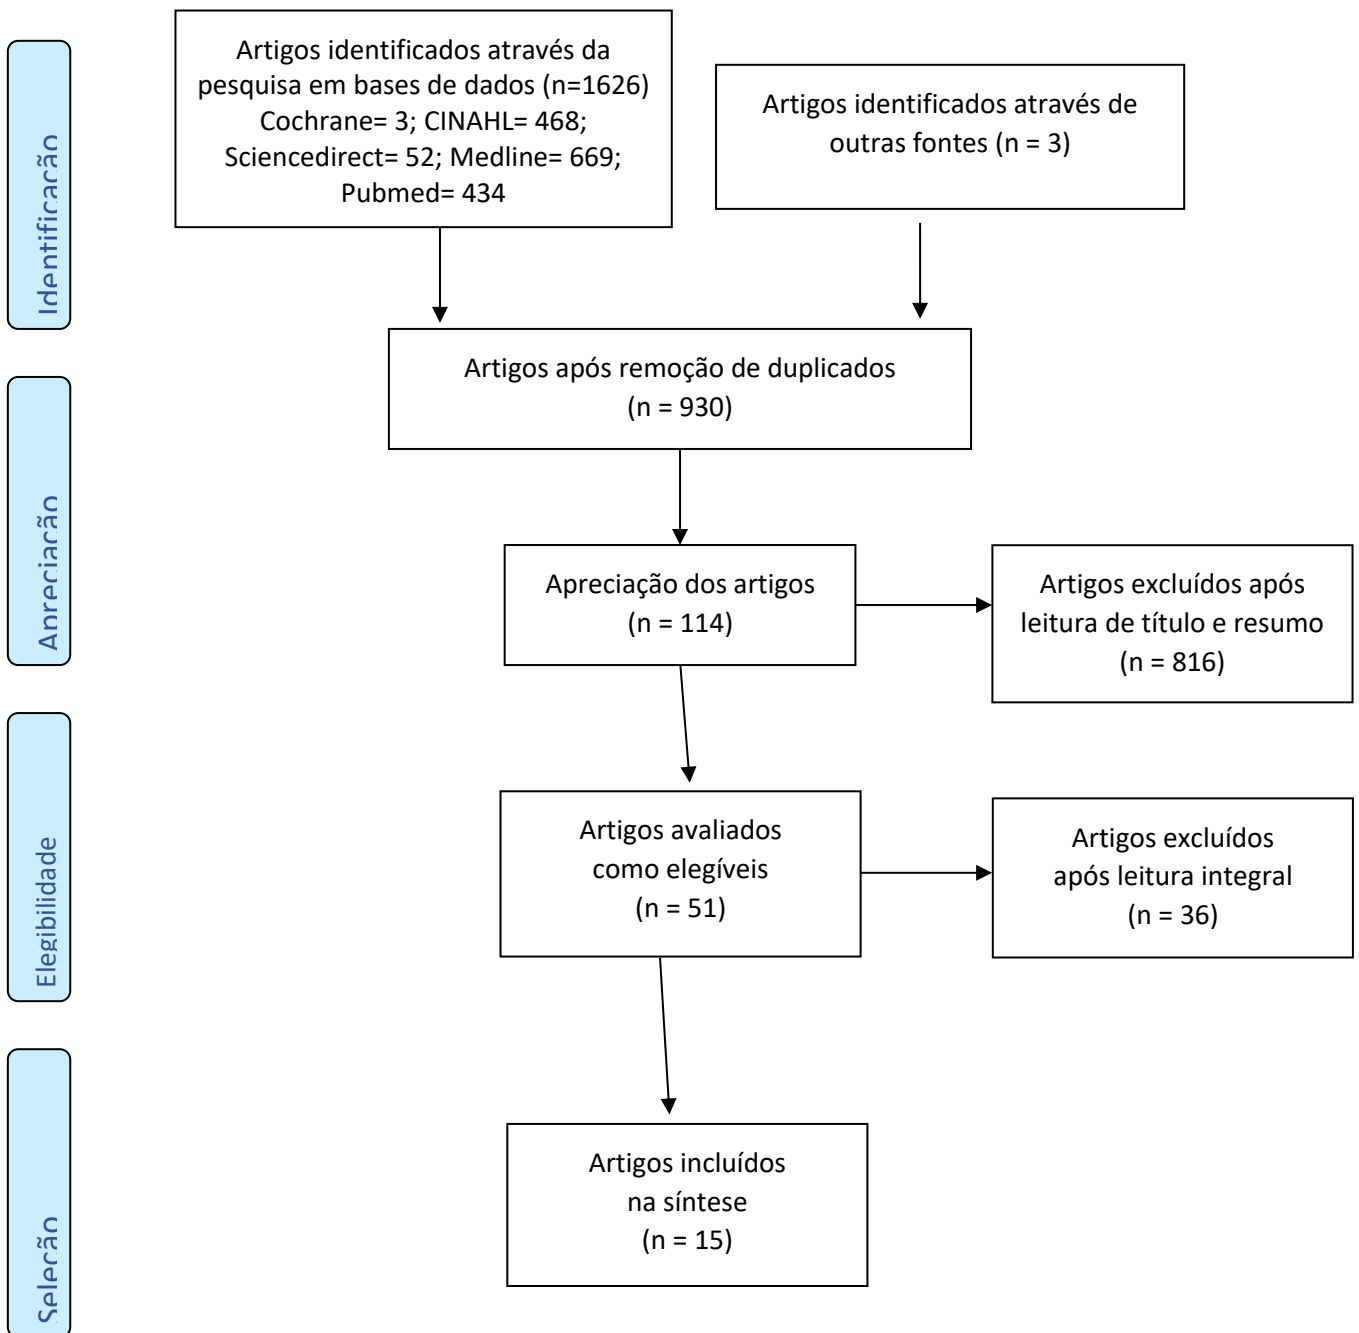 Identificação
Artigos identificados através da
pesquisa em bases de dados (n=1626)
Cochrane= 3; CINAHL= 468;
Sciencedirect= 52; Medline= 669;
Pubmed= 434
Artigos identificados através de
outras fontes (n = 3)
Artigos após remoção de duplicados
(n = 930)
Apreciação
Apreciação dos artigos
(n = 114)
Artigos excluídos após
leitura de título e resumo
(n = 816)
Elegibilidade
Artigos avaliados
como elegíveis
(n = 51)
Artigos excluídos
após leitura integral
(n = 36)
Seleção
Artigos incluídos
na síntese
(n = 15)